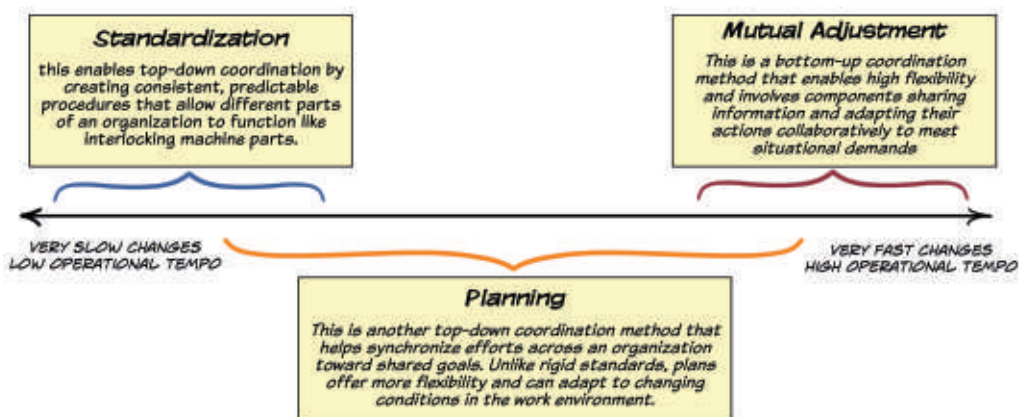 Standardization
this enables top-down coordination by
creating consistent, predictable
procedures that allow different parts
of an organization to function like
interlocking machine parts.
Mutual Adjustment
This is a bottom-up coordination
method that enables high flexibility
and involves components sharing
information and adapting their
actions collaboratively to meet
situational demands
VERY SLOW CHANGES
LOW OPERATIONAL TEMPO
VERY FAST CHANGES
HIGH OPERATIONAL TEMPO
Planning
This is another top-down coordination method that
helps synchronize efforts across an organization
toward shared goals. Unlike rigid standards, plans
offer more flexibility and can adapt to changing
conditions in the work environment.